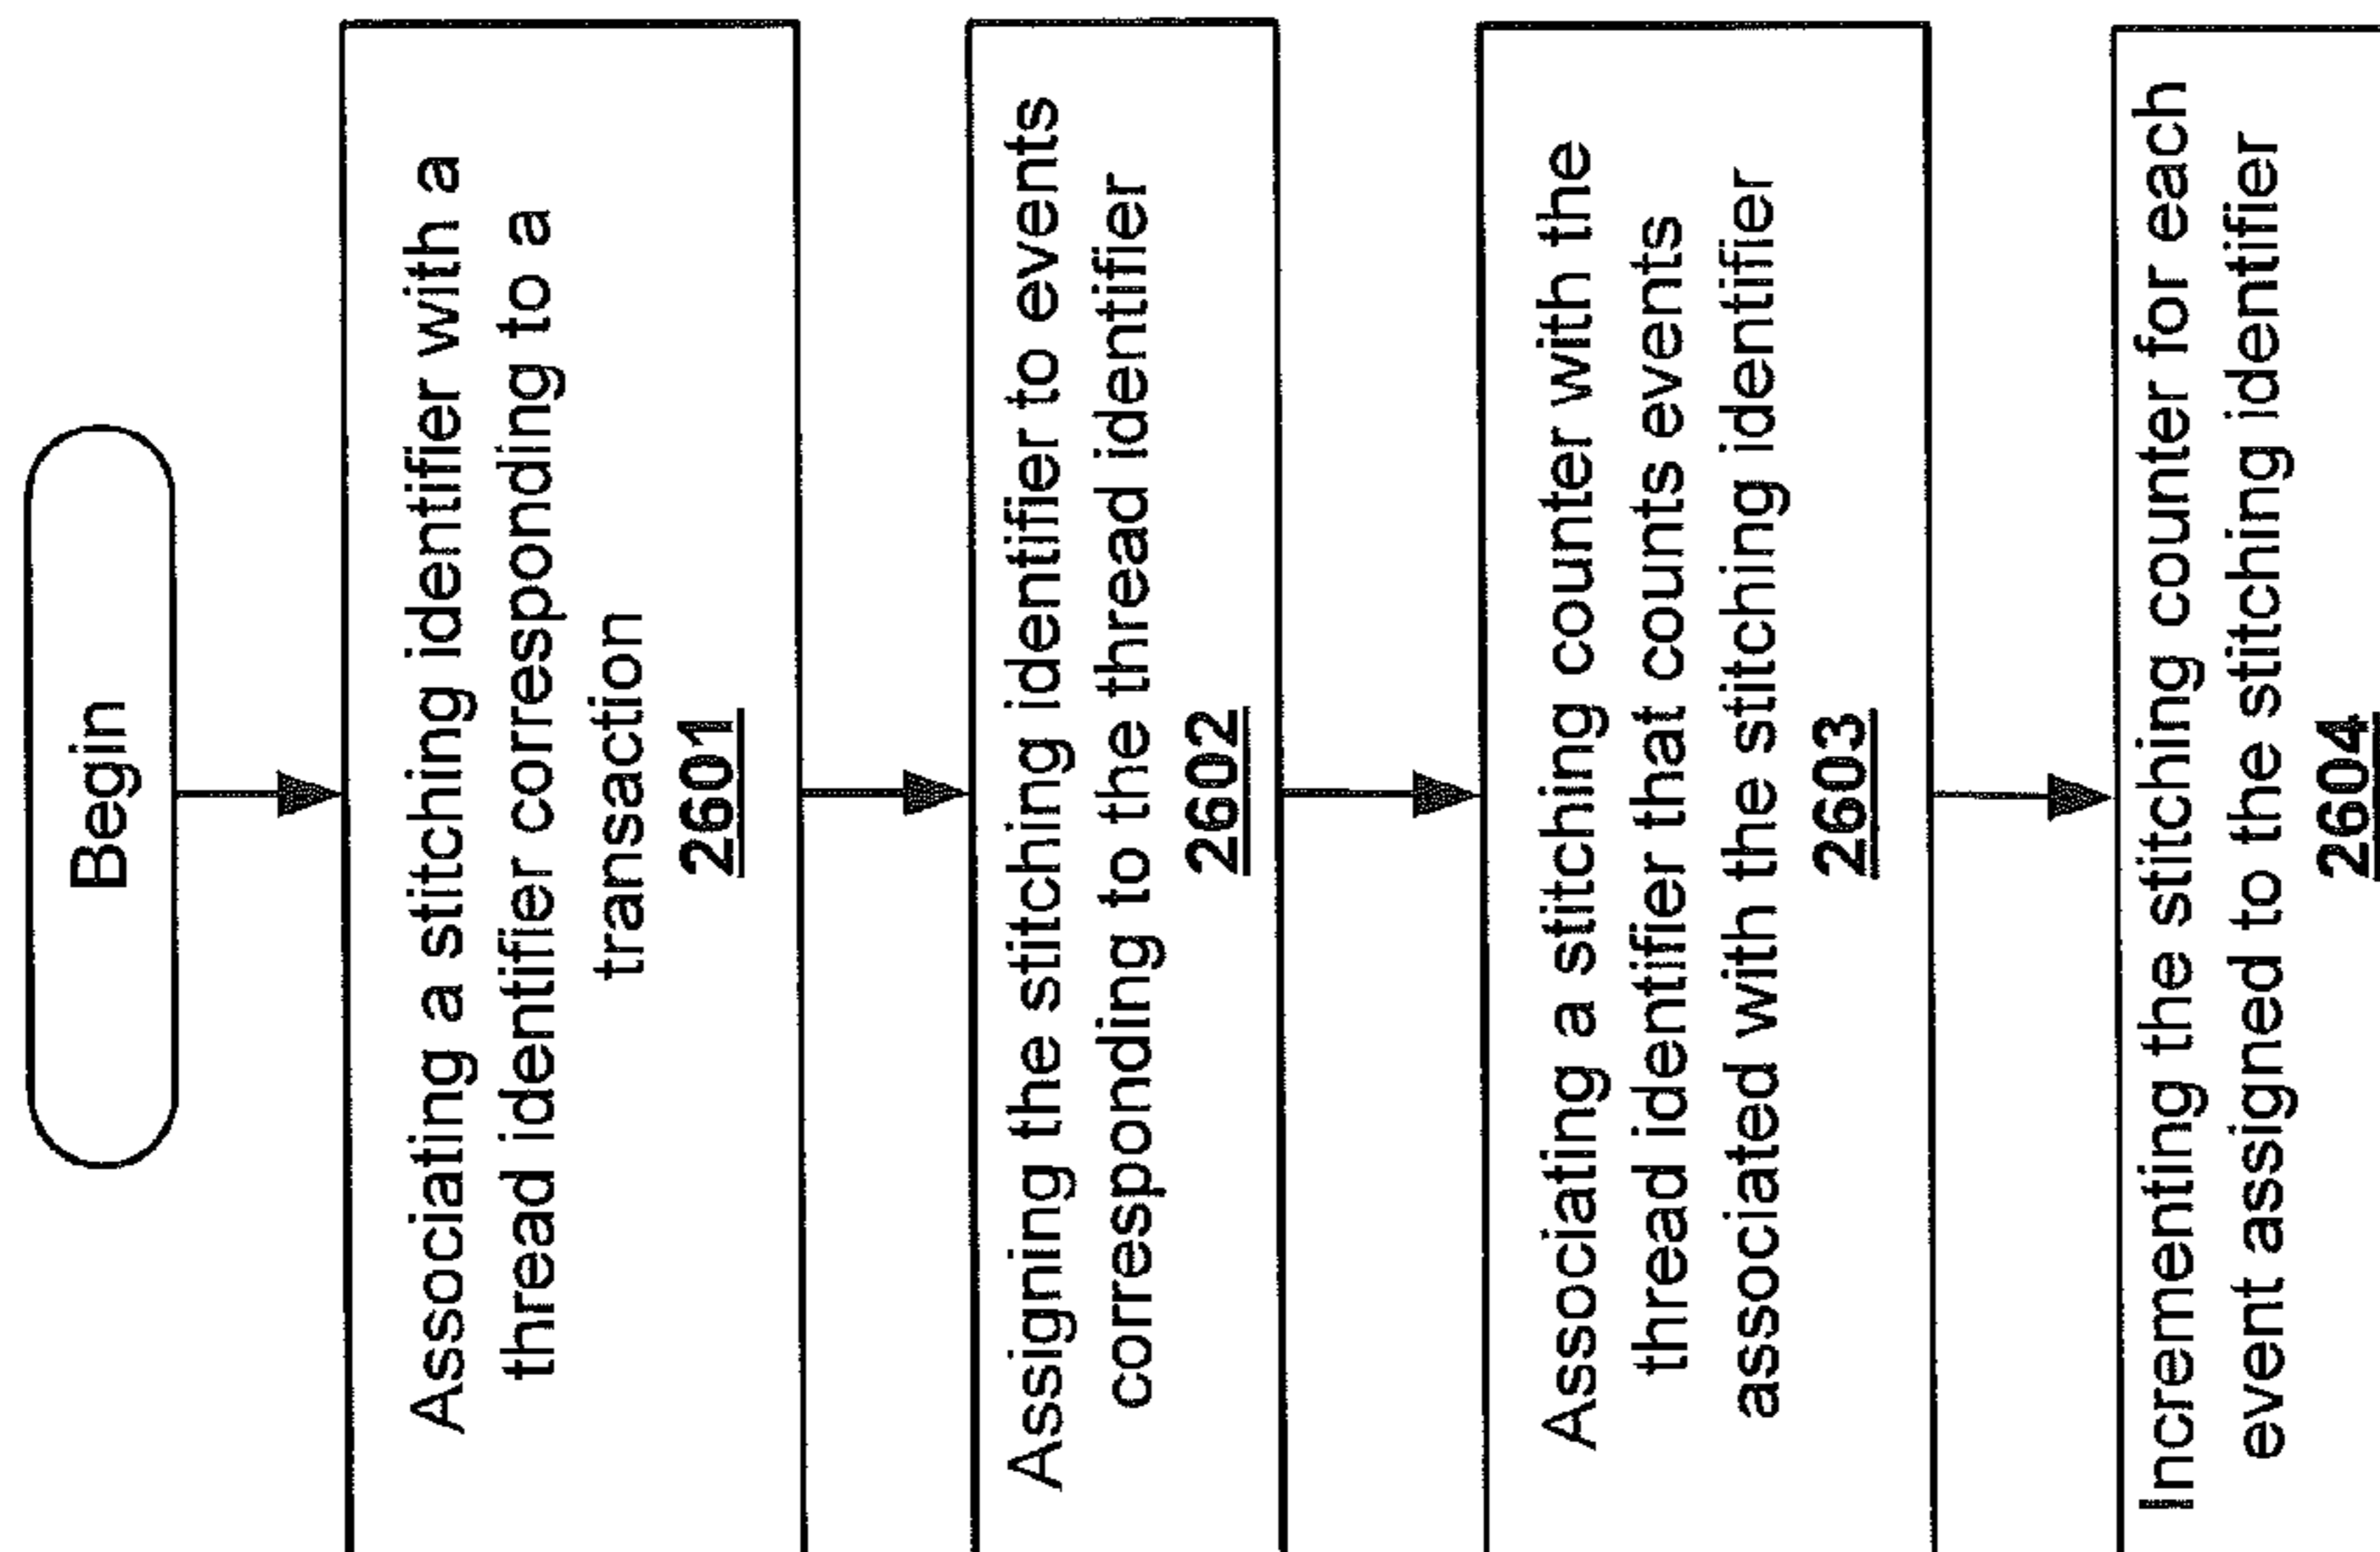 Begin
Associating a stitching identifier with a
thread identifier corresponding to a
transaction
2601
Assigning the stitching identifier to events
corresponding to the thread identifier
2602
Associating a stitching counter with the
thread identifier that counts events
associated with the stitching identifier
2603
Incrementing the stitching counter for each
event assigned to the stitching identifier
2604